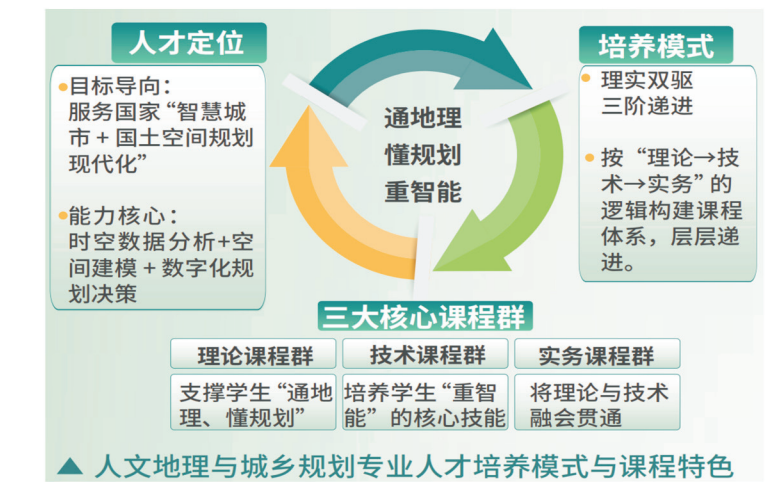 人才定位
目标导向：
服务国家“智慧城
市＋国土空间规划
现代化”
能力核心：
时空数据分析+空
间建模＋数字化规
划决策
通地理
懂规划
重智能
培养模式
理实双驱
三阶递进
按“理论→技
术→实务”的
逻辑构建课程
体系，层层递
进。
三大核心课程群
理论课程群
支撑学生“通地
理、懂规划”
技术课程群
培养学生“重智
能”的核心技能
实务课程群
将理论与技术
融会贯通
▲ 人文地理与城乡规划专业人才培养模式与课程特色